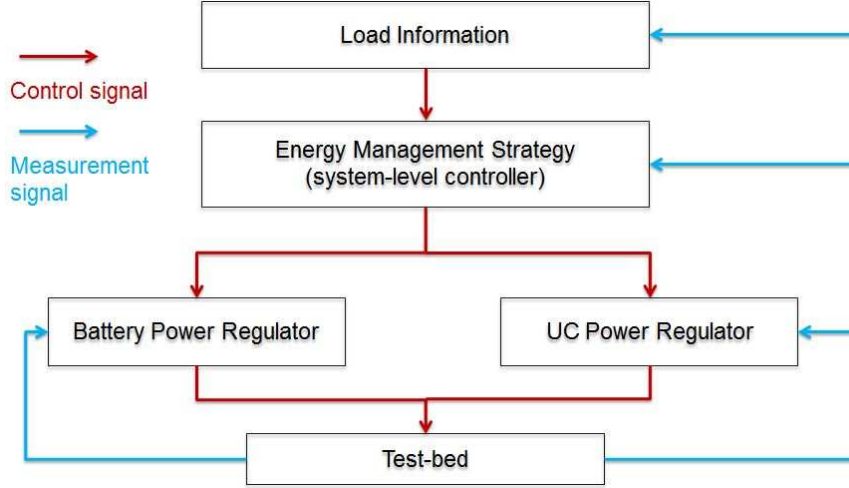 Load Information
Control signal
Measurement
signal
Energy Management Strategy
(system-level controller)
Battery Power Regulator
UC Power Regulator
Test-bed